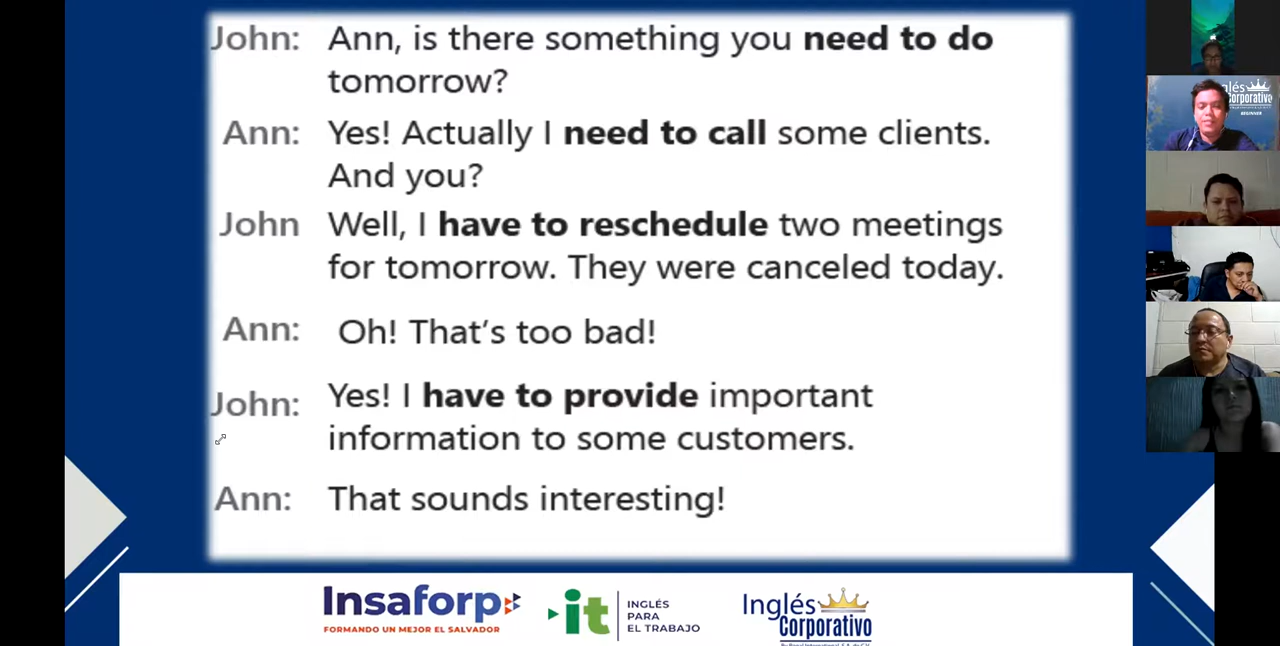 John: Ann, is there something you need to do
tomorrow?
Ann: Yes! Actually I need to call some clients.
And you?
John Well, I have to reschedule two meetings
for tomorrow. They were canceled today.
Ann: Oh! That's too bad!
John: Yes! I have to provide important
information to some customers.
Ann: That sounds interesting!
Insaforp
FORMANDO UN MEJOR EL SALVADOR
it
INGLÉS
PARA
EL TRABAJO
Inglés
Corporativo
glés
Corporativo
BEGINNER